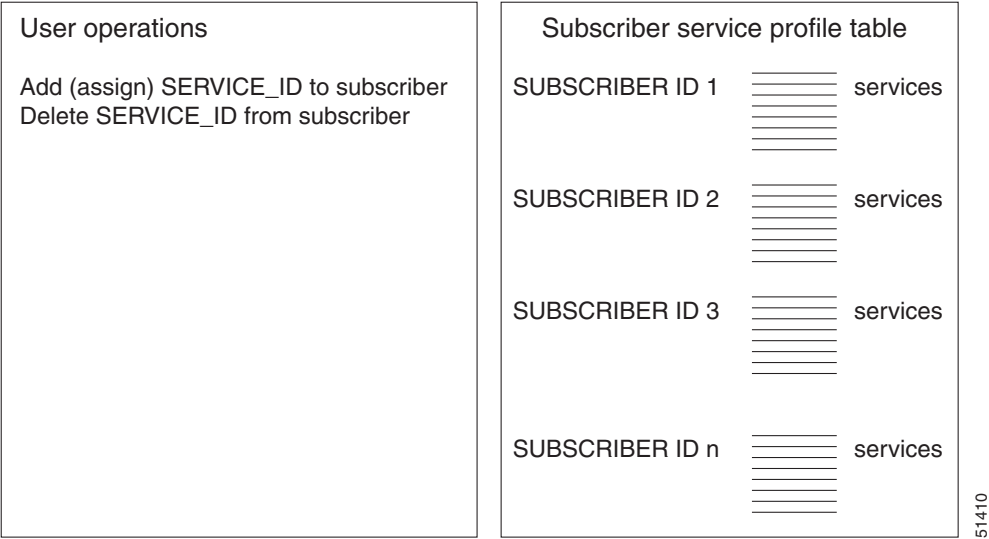 User operations
Add (assign) SERVICE_ID to subscriber
Delete SERVICE_ID from subscriber
Subscriber service profile table
SUBSCRIBER ID 1 services
SUBSCRIBER ID 2 services
SUBSCRIBER ID 3 services
SUBSCRIBER ID n services
51410